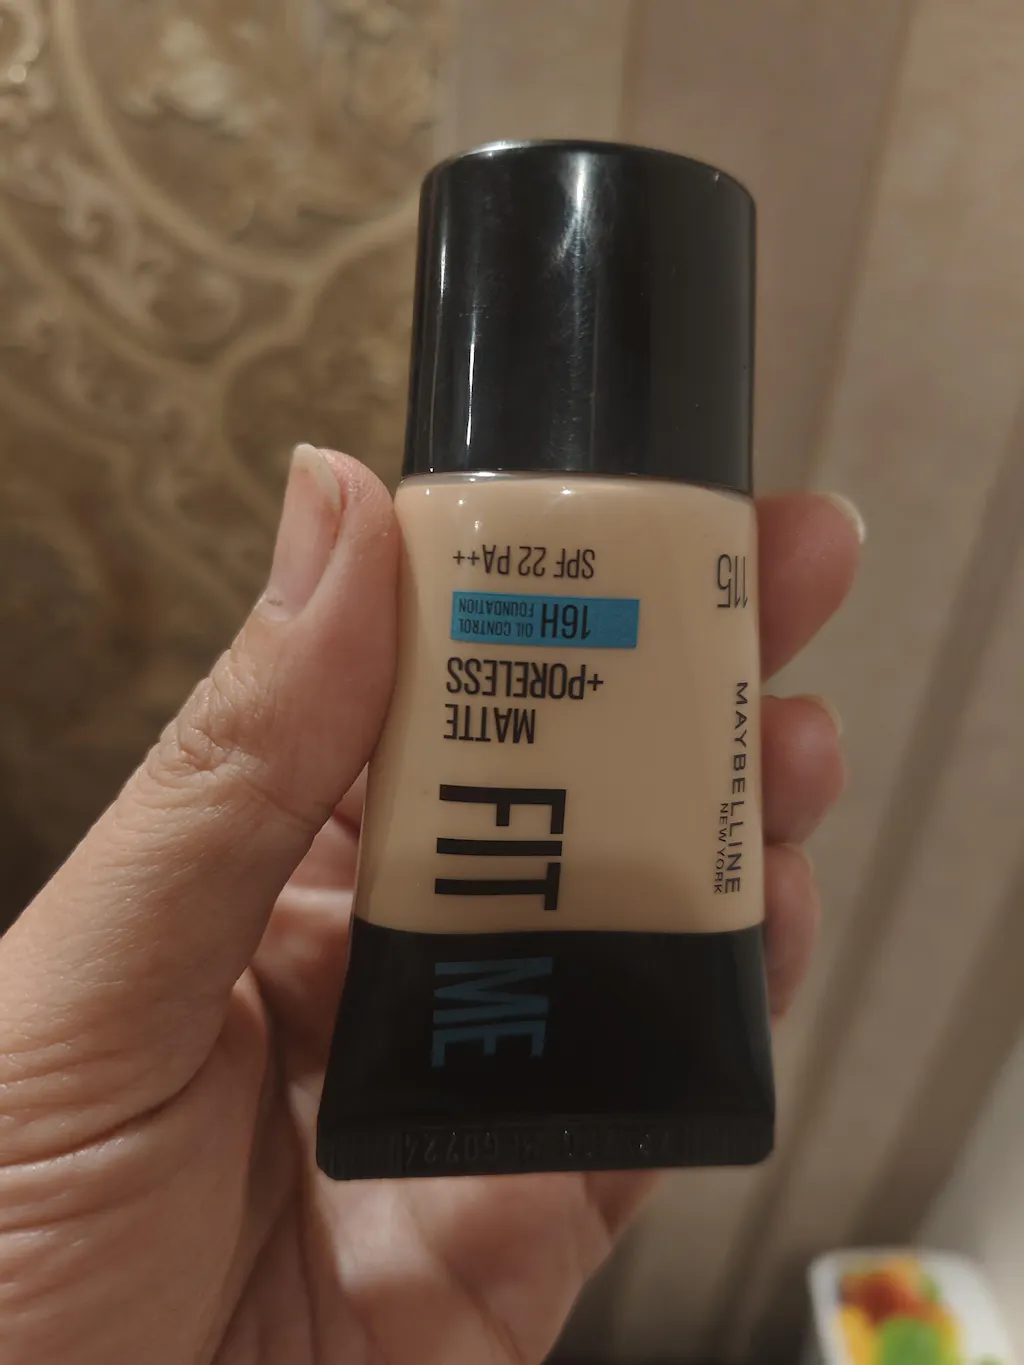 115
SPF 22 PA++
16H OIL CONTROL
FOUNDATION
MATTE
+PORELESS
FIT
ME
MAYBELLINE
NEW YORK